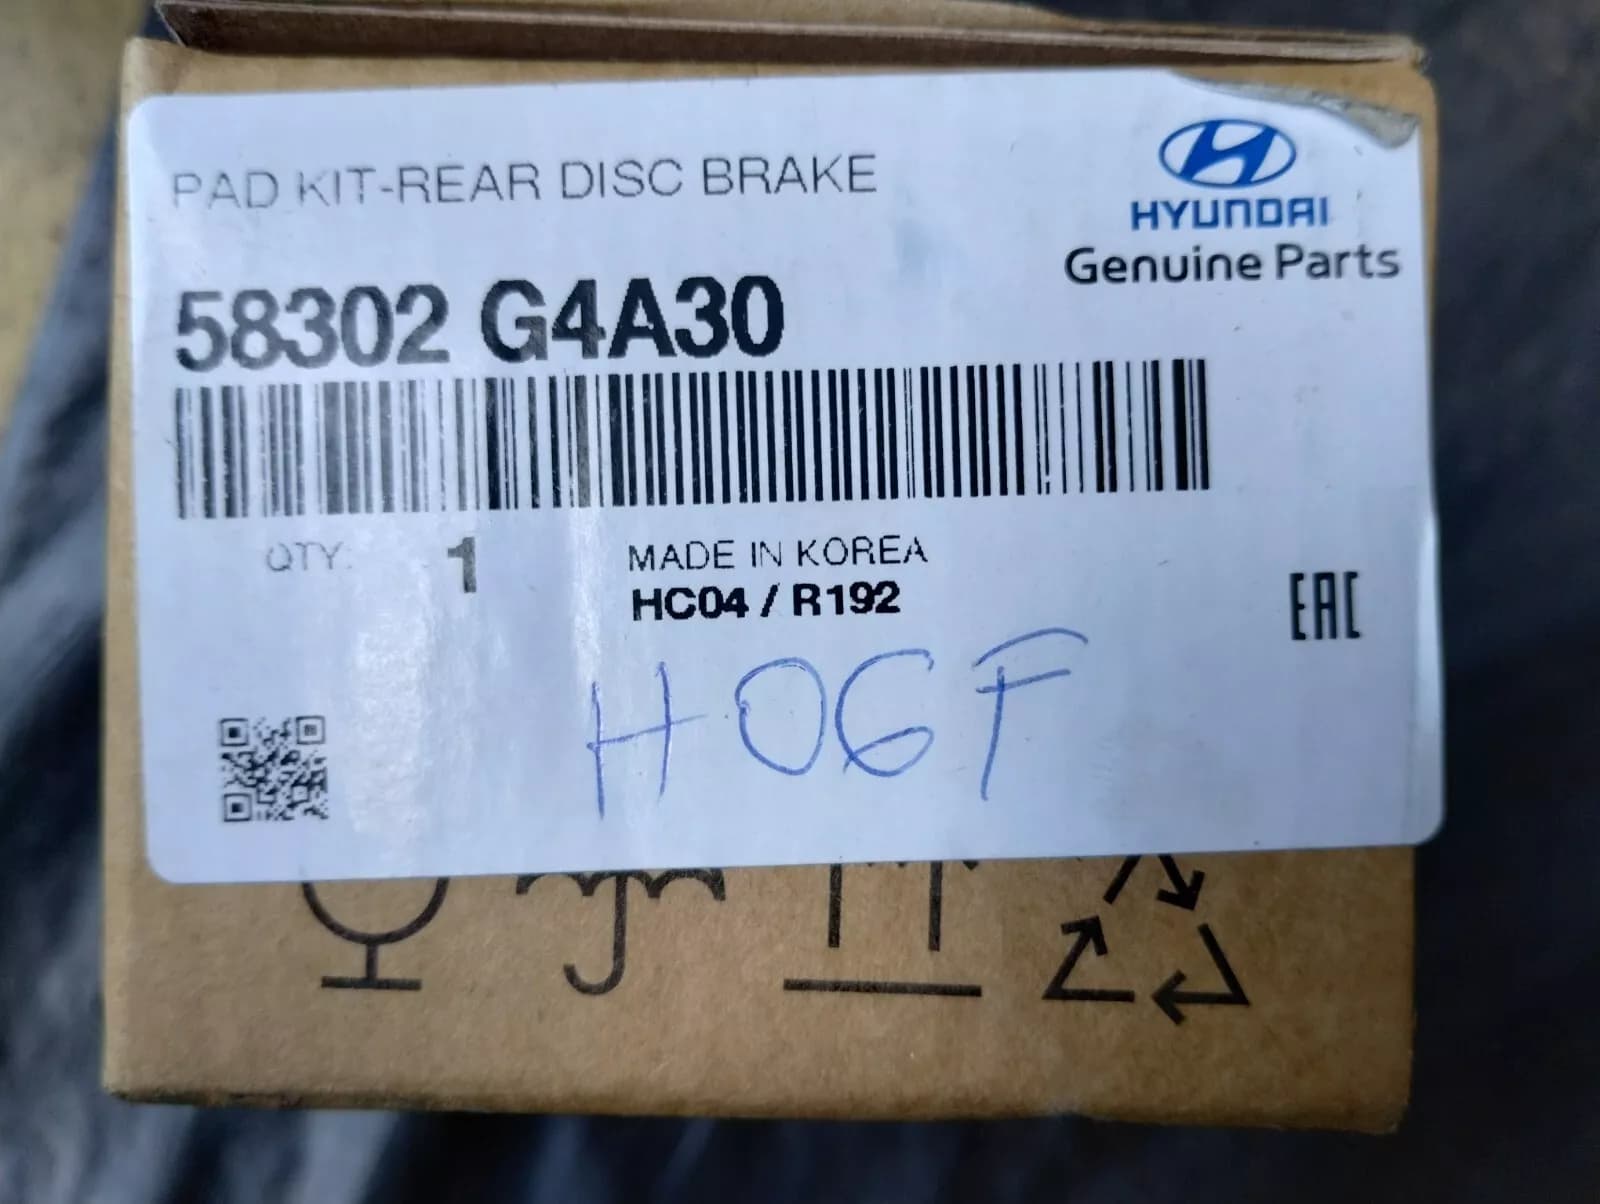 PAD KIT-REAR DISC BRAKE
HYUNDAI
Genuine Parts
58302 G4A30
QTY: 1
MADE IN KOREA
HC04 / R192
EAC
H06F